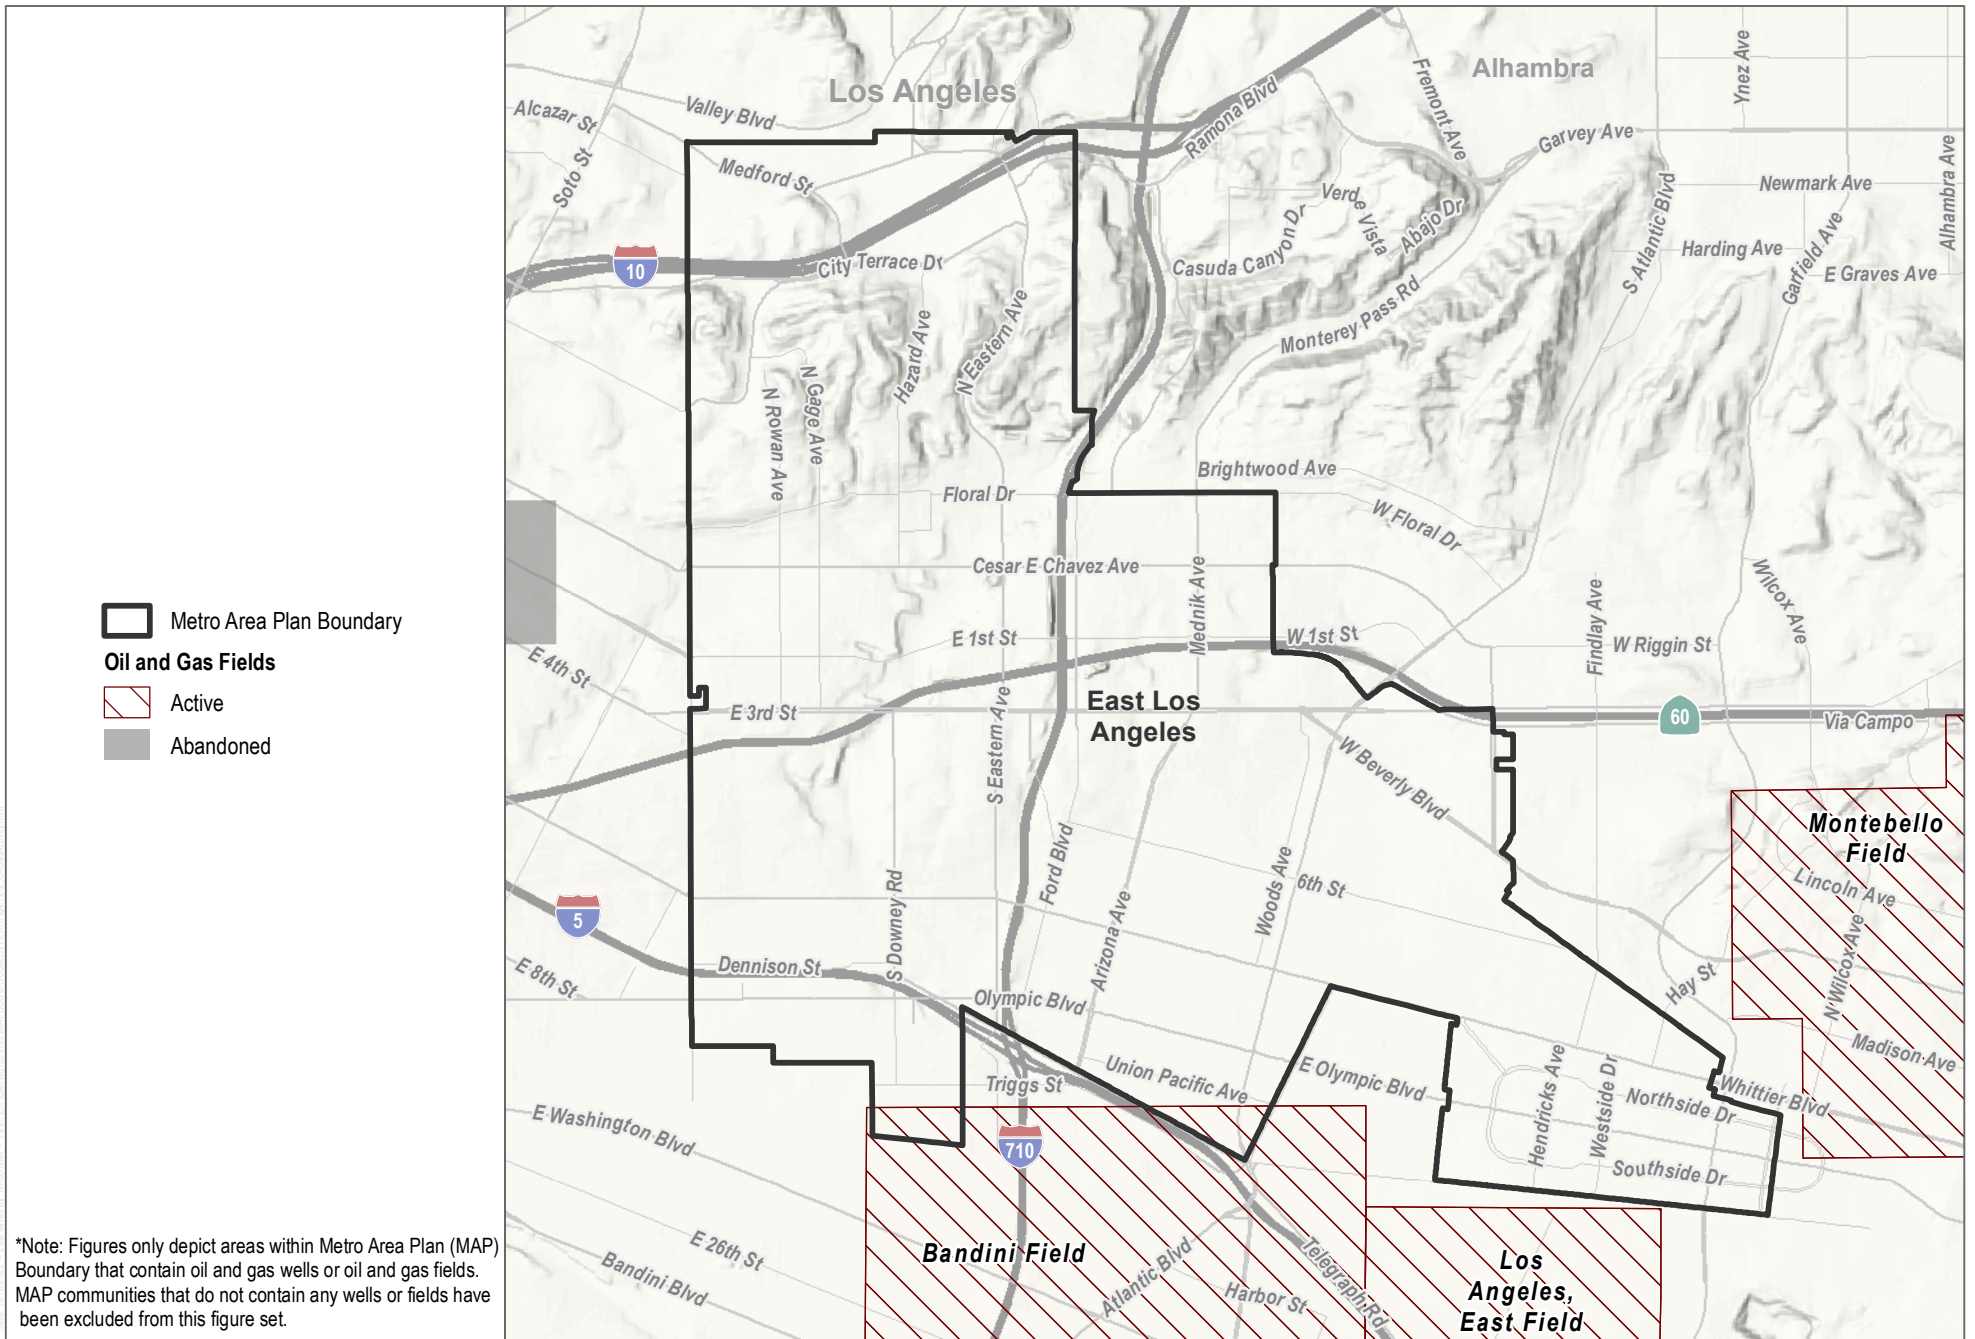 Metro Area Plan Boundary
Oil and Gas Fields
Active
Abandoned
*Note: Figures only depict areas within Metro Area Plan (MAP)
Boundary that contain oil and gas wells or oil and gas fields.
MAP communities that do not contain any wells or fields have
been excluded from this figure set.
Los Angeles
Alhambra
Alcazar St
Valley Blvd
Soto St
Medford St
Ramona Blvd
Fremont Ave
Garvey Ave
Ynez Ave
Alhambra Ave
Newmark Ave
Verde Vista
Abajo Dr
Casuda Canyon Dr
S Atlantic Blvd
Harding Ave
Garfield Ave
E Graves Ave
10
City Terrace Dr
Monterey Pass Rd
Hazard Ave
N Eastern Ave
N Gage Ave
N Rowan Ave
Brightwood Ave
Floral Dr
W Floral Dr
Cesar E Chavez Ave
Mednik Ave
Wilcox Ave
Findlay Ave
E 1st St
W 1st St
W Riggin St
E 4th St
E 3rd St
East Los
Angeles
60
Via Campo
S Eastern Ave
W Beverly Blvd
Montebello
Field
Ford Blvd
Woods Ave
6th St
Lincoln Ave
5
S Downey Rd
Arizona Ave
N Wilcox Ave
Dennison St
E 8th St
Olympic Blvd
Hay St
Madison Ave
Union Pacific Ave
E Olympic Blvd
Triggs St
Hendricks Ave
Westside Dr
Northside Dr
Whittier Blvd
E Washington Blvd
710
Southside Dr
E 26th St
Bandini Blvd
Bandini Field
Atlantic Blvd
Harbor St
Telegraph Rd
Los
Angeles,
East Field